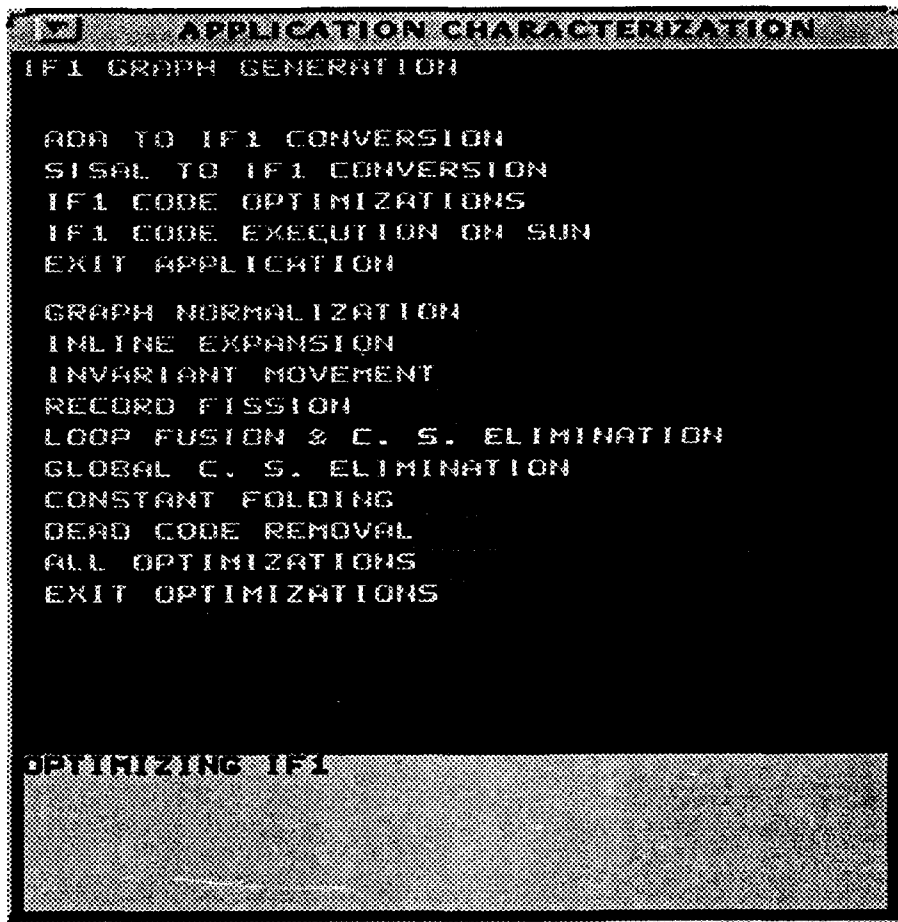 APPLICATION CHARACTERIZATION
IF1 GRAPH GENERATION
ADA TO IF1 CONVERSION
SISAL TO IF1 CONVERSION
IF1 CODE OPTIMIZATIONS
IF1 CODE EXECUTION ON SUN
EXIT APPLICATION
GRAPH NORMALIZATION
INLINE EXPANSION
INVARIANT MOVEMENT
RECORD FISSION
LOOP FUSION & C. S. ELIMINATION
GLOBAL C. S. ELIMINATION
CONSTANT FOLDING
DEAD CODE REMOVAL
ALL OPTIMIZATIONS
EXIT OPTIMIZATIONS
OPTIMIZING IF1